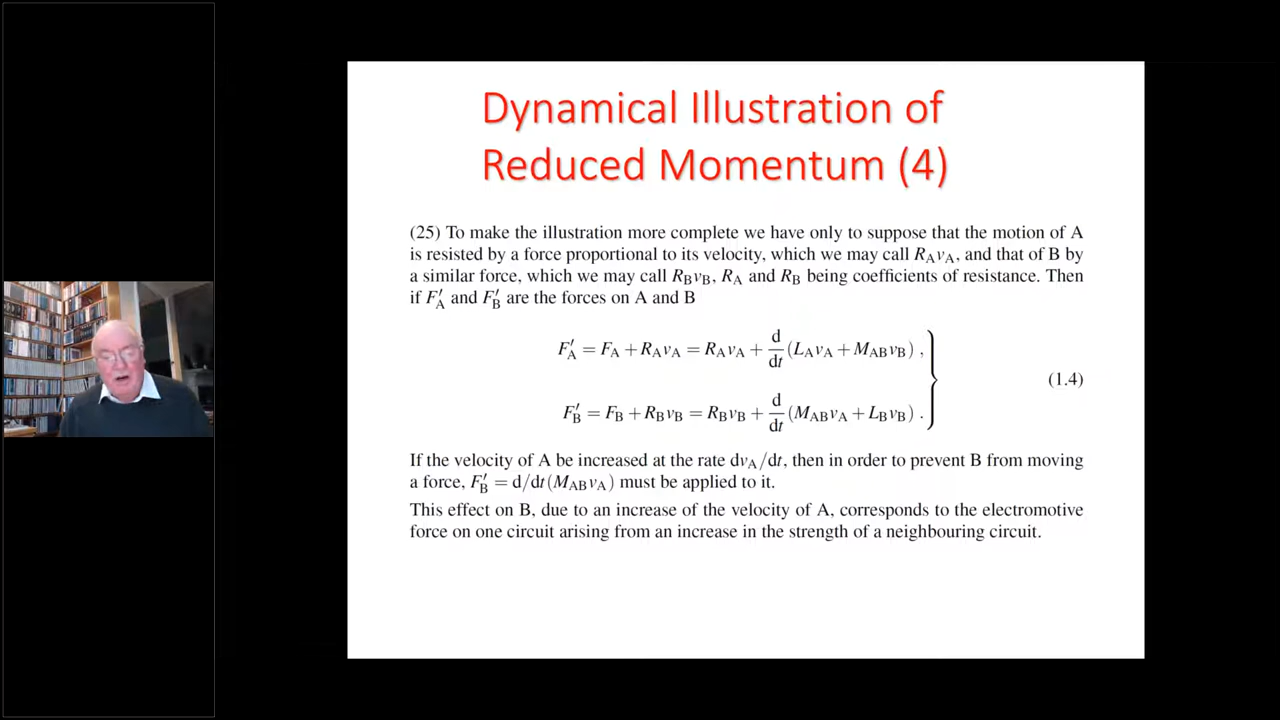 Dynamical Illustration of
Reduced Momentum (4)
(25) To make the illustration more complete we have only to suppose that the motion of A
is resisted by a force proportional to its velocity, which we may call R_A v_A, and that of B by
a similar force, which we may call R_B v_B, R_A and R_B being coefficients of resistance. Then
if F′_A and F′_B are the forces on A and B
F′_A = F_A + R_A v_A = R_A v_A + d/dt (L_A v_A + M_AB v_B) ,
(1.4)
F′_B = F_B + R_B v_B = R_B v_B + d/dt (M_AB v_A + L_B v_B) .
If the velocity of A be increased at the rate dv_A/dt, then in order to prevent B from moving
a force, F′_B = d/dt(M_AB v_A) must be applied to it.
This effect on B, due to an increase of the velocity of A, corresponds to the electromotive
force on one circuit arising from an increase in the strength of a neighbouring circuit.